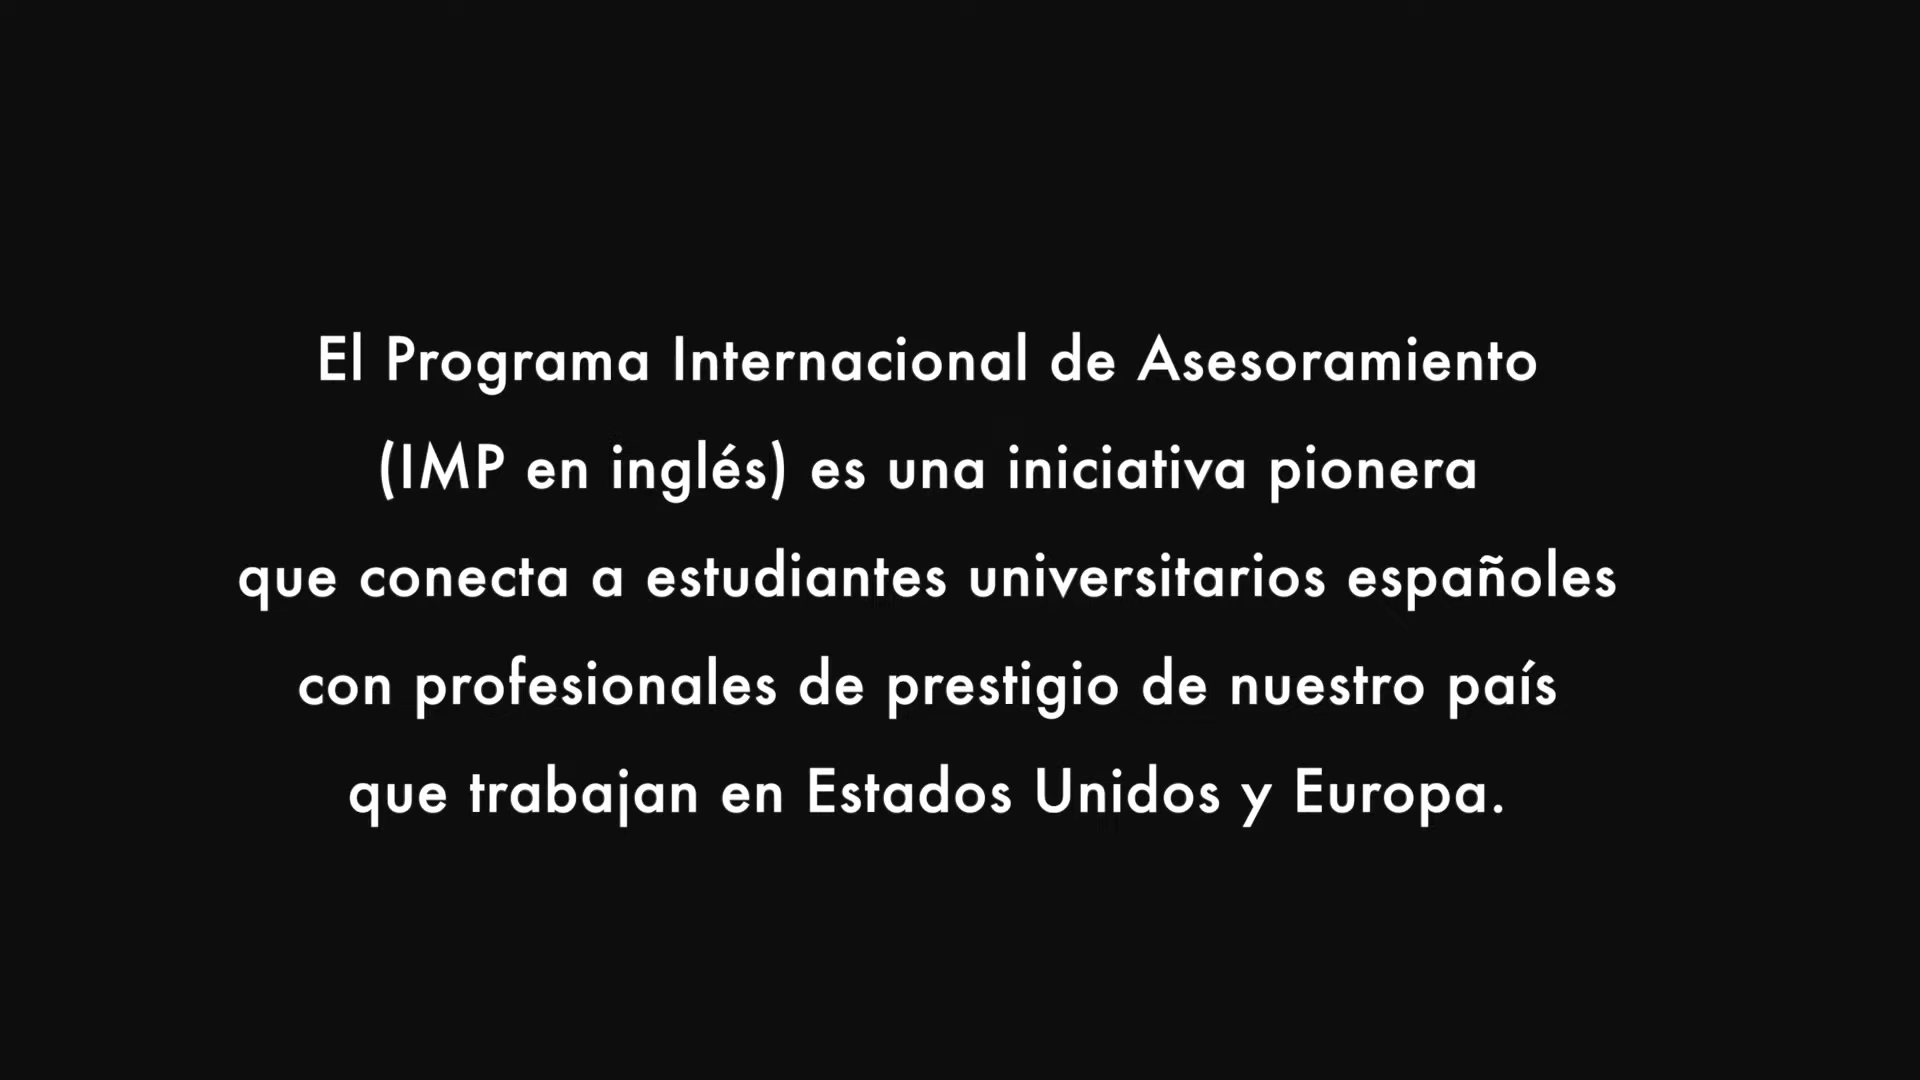 El Programa Internacional de Asesoramiento
(IMP en inglés) es una iniciativa pionera
que conecta a estudiantes universitarios españoles
con profesionales de prestigio de nuestro país
que trabajan en Estados Unidos y Europa.